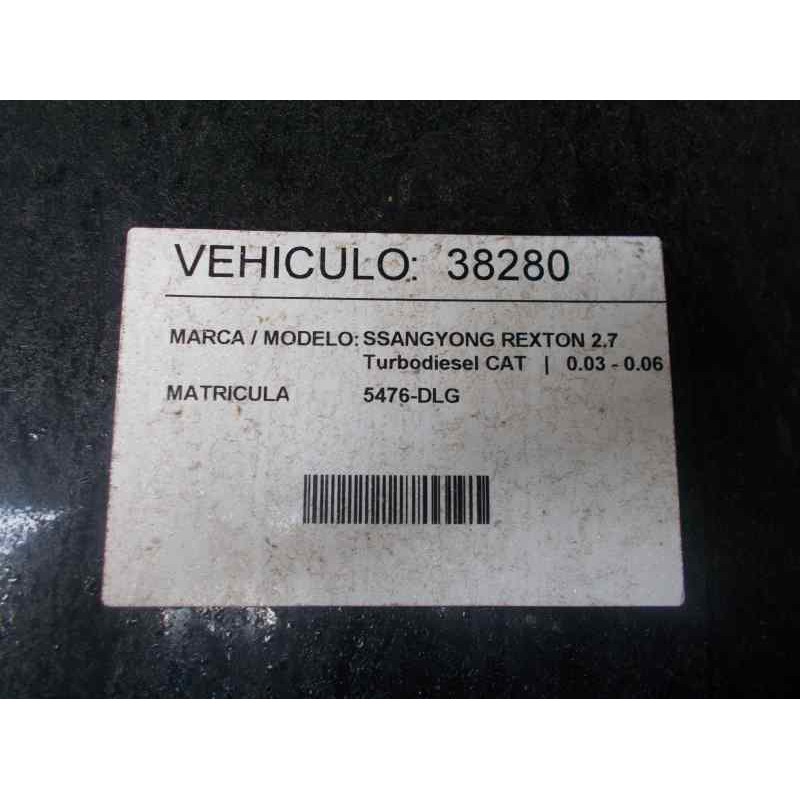 VEHICULO: 38280
MARCA / MODELO: SSANGYONG REXTON 2.7
Turbodiesel CAT | 0.03 - 0.06
MATRICULA 5476-DLG